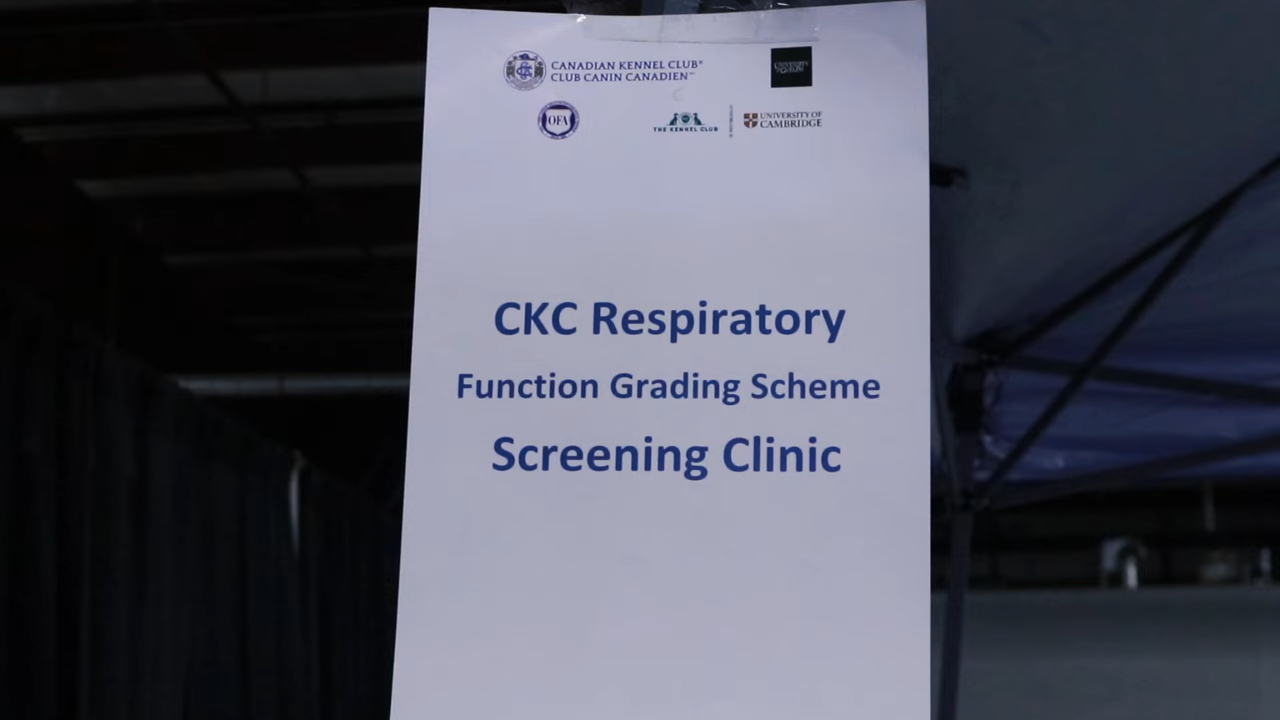 CANADIAN KENNEL CLUB®
CLUB CANIN CANADIEN™
OFA
THE KENNEL CLUB
UNIVERSITY OF
CAMBRIDGE
CKC Respiratory
Function Grading Scheme
Screening Clinic